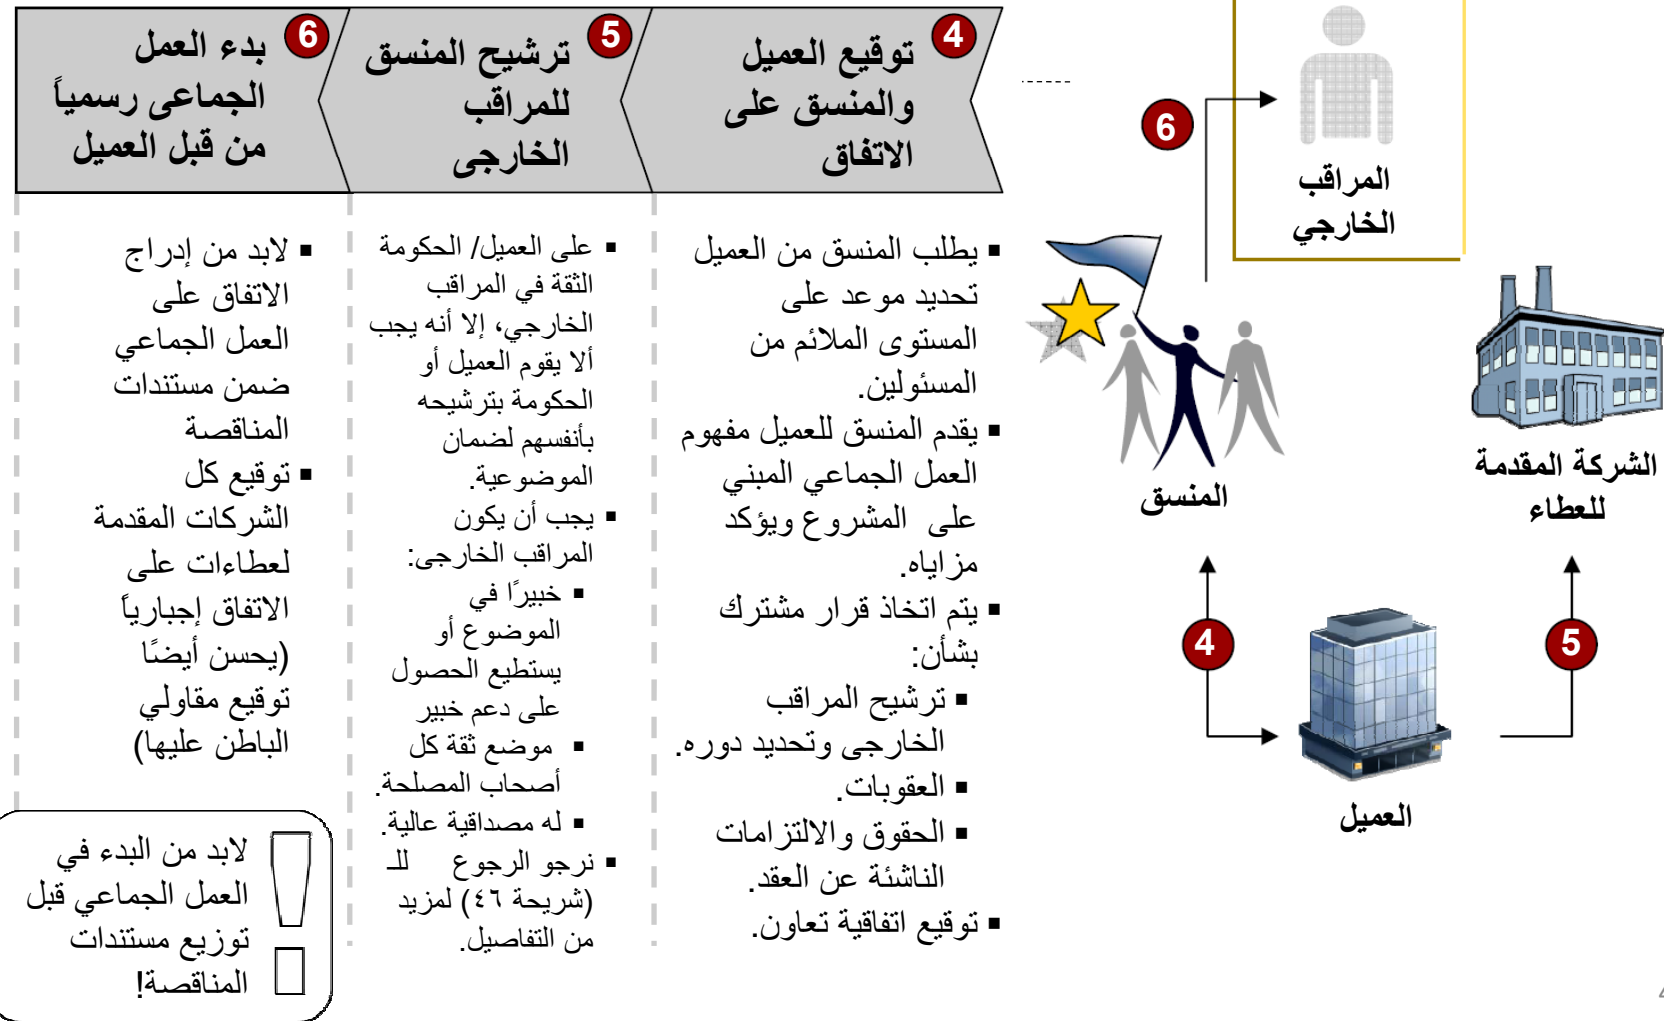 4
توقيع العميل
والمنسق على
الاتفاق
▪ يطلب المنسق من العميل
تحديد موعد على
المستوى الملائم من
المسئولين.
▪ يقدم المنسق للعميل مفهوم
العمل الجماعي المبني
على المشروع ويؤكد
مزاياه.
▪ يتم اتخاذ قرار مشترك
بشأن:
▪ ترشيح المراقب
الخارجى وتحديد دوره.
▪ العقوبات.
▪ الحقوق والالتزامات
الناشئة عن العقد.
▪ توقيع اتفاقية تعاون.
5
ترشيح المنسق
للمراقب
الخارجى
▪ على العميل/ الحكومة
الثقة في المراقب
الخارجي، إلا أنه يجب
ألا يقوم العميل أو
الحكومة بترشيحه
بأنفسهم لضمان
الموضوعية.
▪ يجب أن يكون
المراقب الخارجى:
▪ خبيرًا في
الموضوع أو
يستطيع الحصول
على دعم خبير
▪ موضع ثقة كل
أصحاب المصلحة.
▪ له مصداقية عالية.
▪ نرجو الرجوع للـ
(شريحة ٤٦) لمزيد
من التفاصيل.
6
بدء العمل
الجماعى رسمياً
من قبل العميل
▪ لابد من إدراج
الاتفاق على
العمل الجماعي
ضمن مستندات
المناقصة
▪ توقيع كل
الشركات المقدمة
لعطاءات على
الاتفاق إجبارياً
(يحسن أيضًا
توقيع مقاولي
الباطن عليها)
لابد من البدء في
العمل الجماعي قبل
توزيع مستندات
المناقصة!
6
المراقب
الخارجي
المنسق
الشركة المقدمة
للعطاء
4
5
العميل